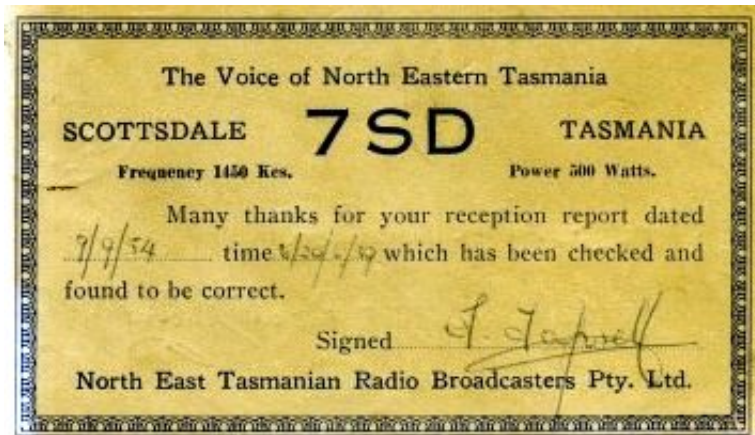 The Voice of North Eastern Tasmania
SCOTTSDALE 7SD TASMANIA
Frequency 1450 Kcs. Power 500 Watts.
Many thanks for your reception report dated
9/54 time which has been checked and
found to be correct.
Signed
North East Tasmanian Radio Broadcasters Pty. Ltd.